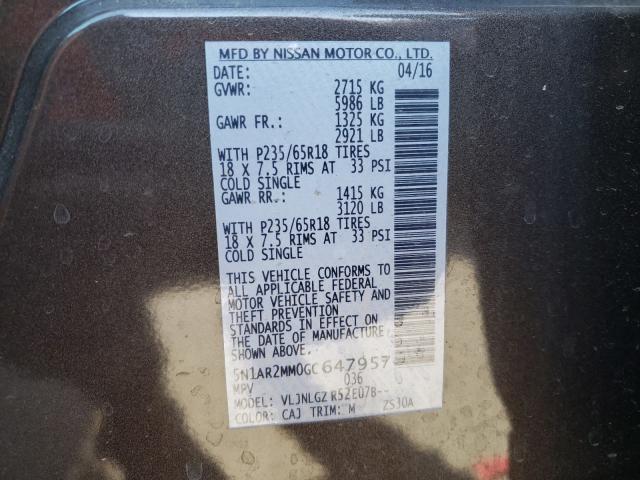 MFD BY NISSAN MOTOR CO., LTD.
DATE: 04/16
GVWR: 2715 KG
5986 LB
GAWR FR.: 1325 KG
2921 LB
WITH P235/65R18 TIRES
18 X 7.5 RIMS AT 33 PSI
COLD SINGLE
GAWR RR.: 1415 KG
3120 LB
WITH P235/65R18 TIRES
18 X 7.5 RIMS AT 33 PSI
COLD SINGLE
THIS VEHICLE CONFORMS TO
ALL APPLICABLE FEDERAL
MOTOR VEHICLE SAFETY AND
THEFT PREVENTION
STANDARDS IN EFFECT ON
THE DATE OF MANUFACTURE
SHOWN ABOVE.
5N1AR2MM0GC647957
MPV 036
MODEL: VLJNLGZ R52E07B--
COLOR: CAJ TRIM: M ZS30A